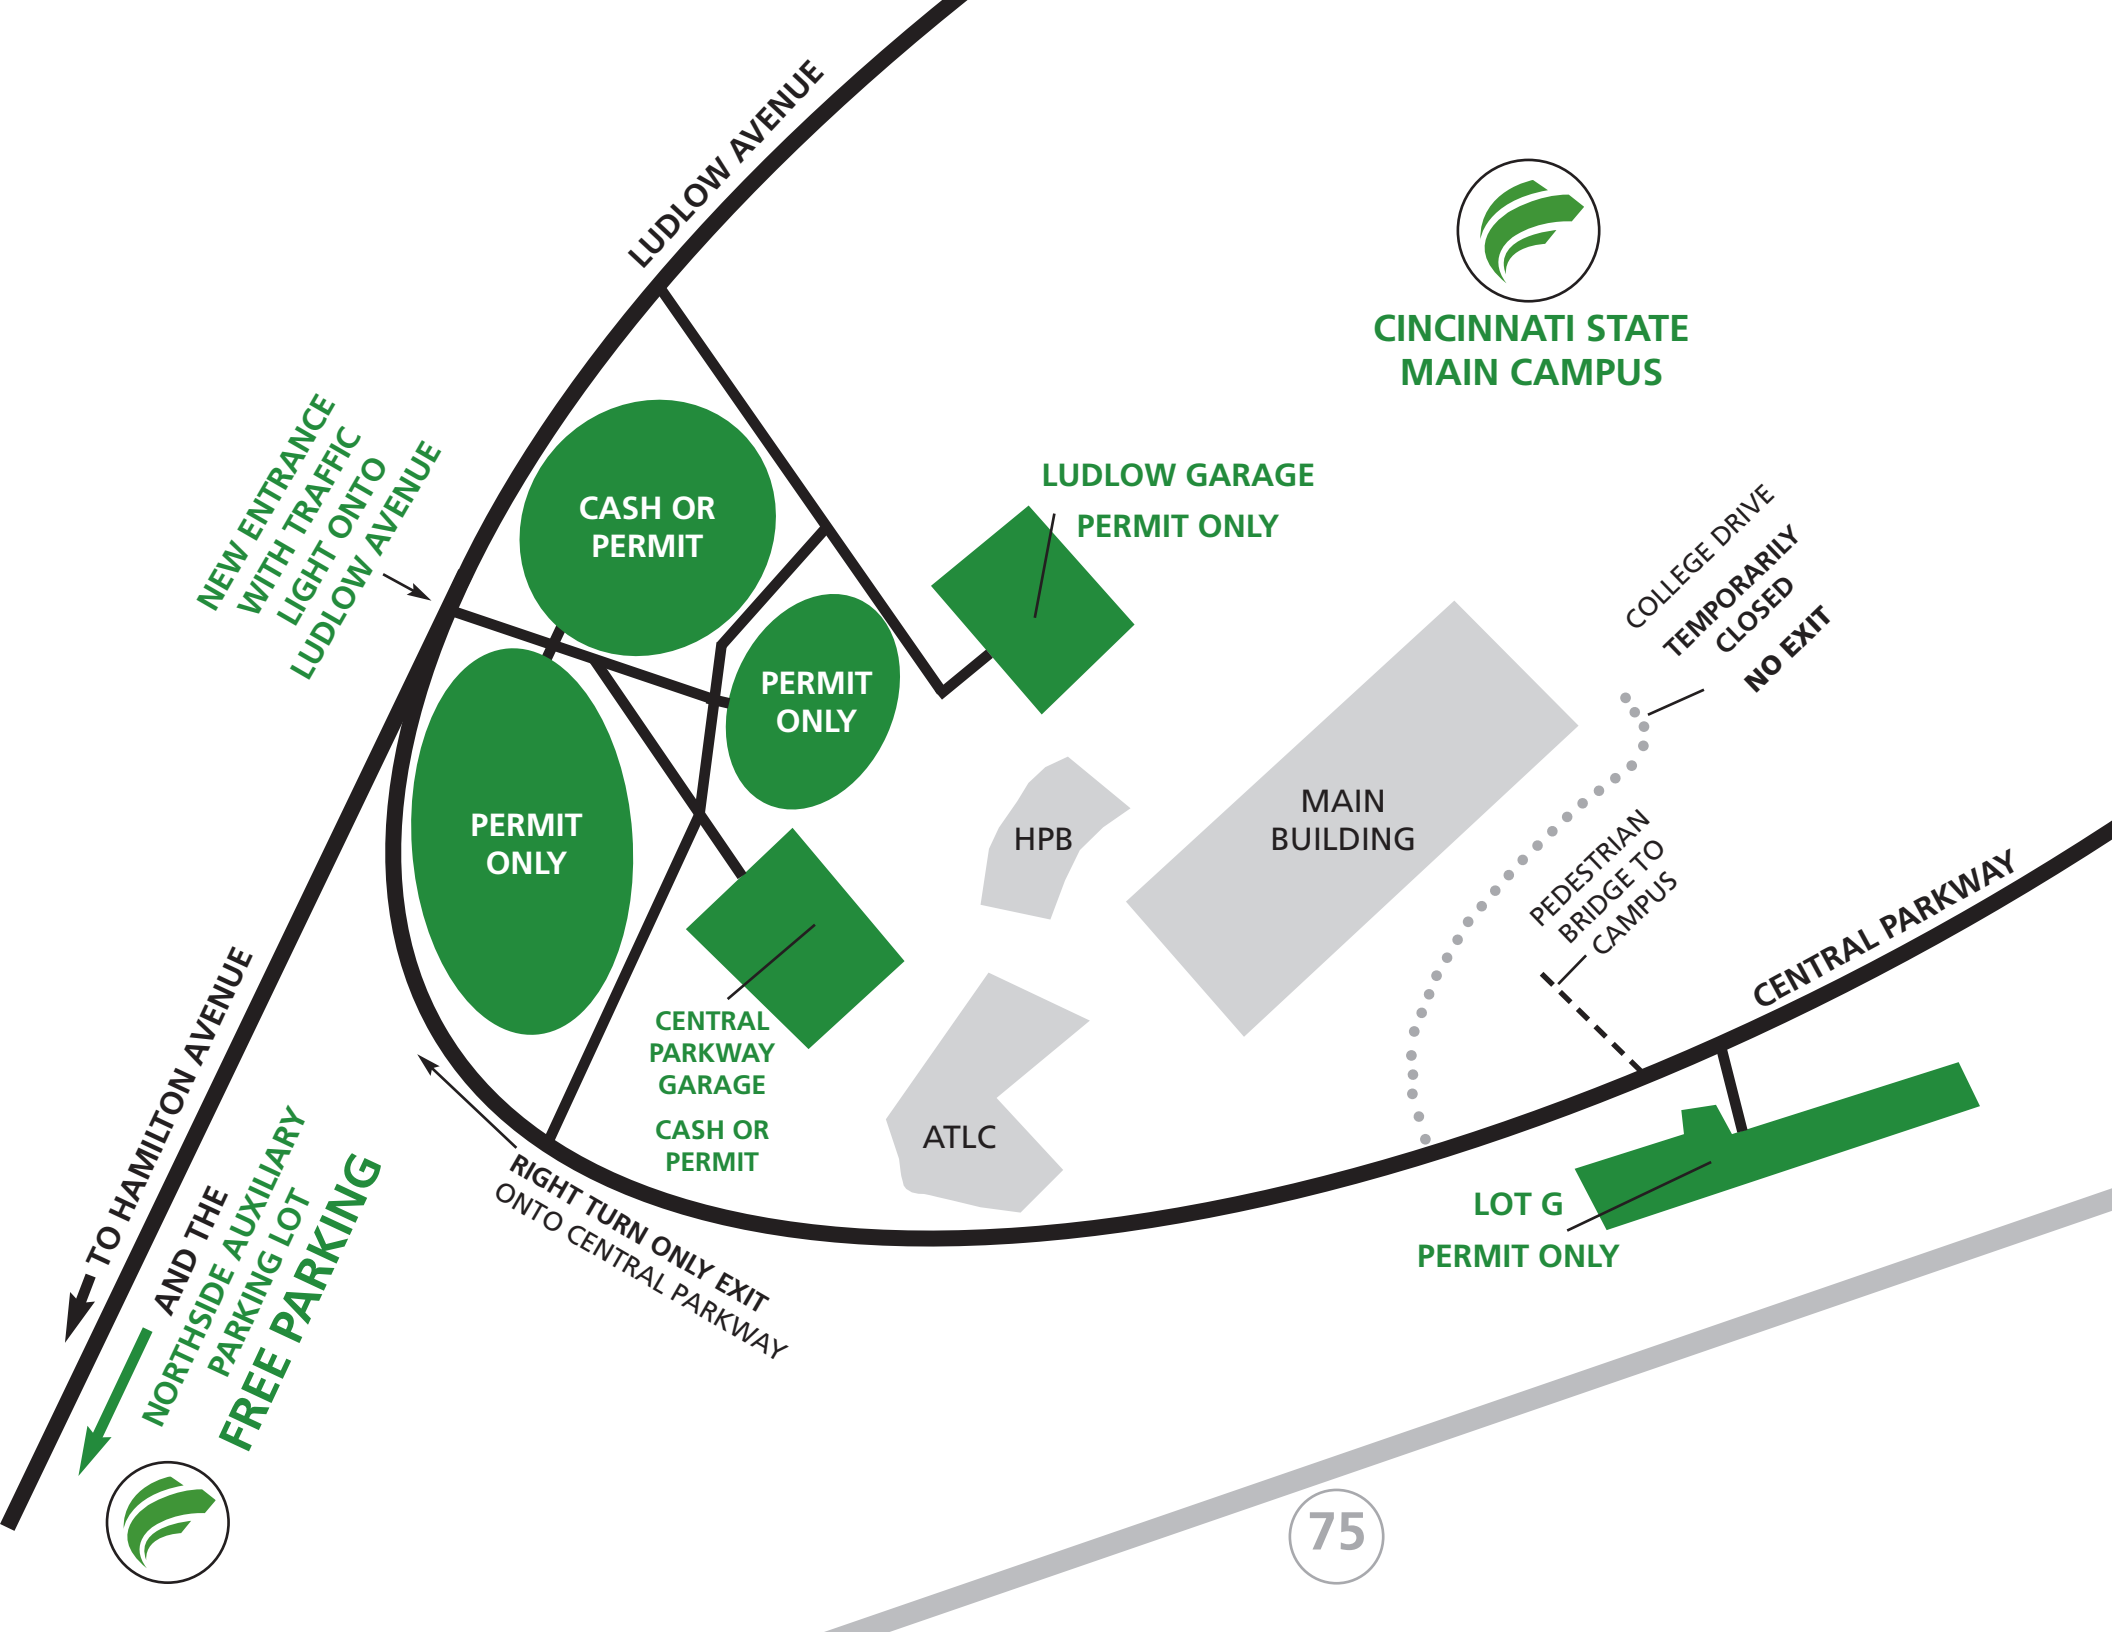 LUDLOW AVENUE
CINCINNATI STATE
MAIN CAMPUS
NEW ENTRANCE
WITH TRAFFIC
LIGHT ONTO
LUDLOW AVENUE
CASH OR
PERMIT
LUDLOW GARAGE
PERMIT ONLY
COLLEGE DRIVE
TEMPORARILY
CLOSED
NO EXIT
PERMIT
ONLY
PERMIT
ONLY
HPB
MAIN
BUILDING
PEDESTRIAN
BRIDGE TO
CAMPUS
CENTRAL PARKWAY
CENTRAL
PARKWAY
GARAGE
CASH OR
PERMIT
ATLC
LOT G
PERMIT ONLY
RIGHT TURN ONLY EXIT
ONTO CENTRAL PARKWAY
TO HAMILTON AVENUE
AND THE
NORTHSIDE AUXILIARY
PARKING LOT
FREE PARKING
75